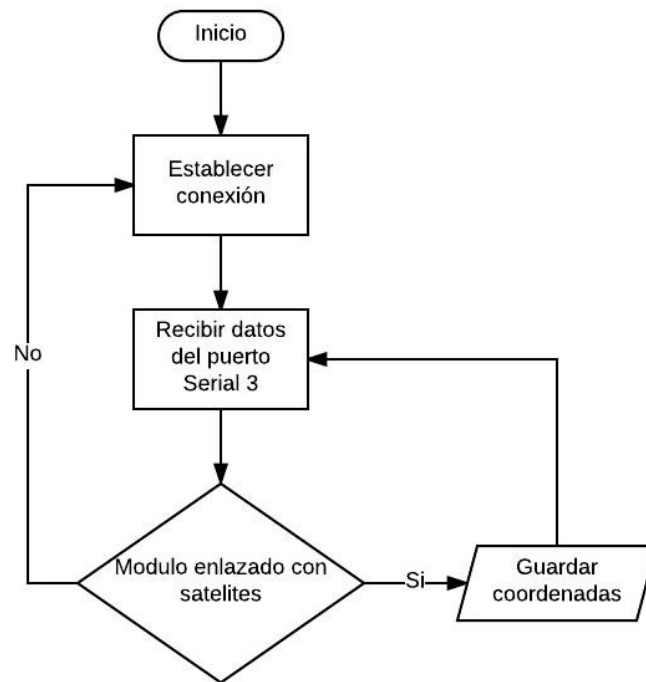 Inicio
Establecer
conexión
Recibir datos
del puerto
Serial 3
No
Modulo enlazado con
satelites
Si
Guardar
coordenadas